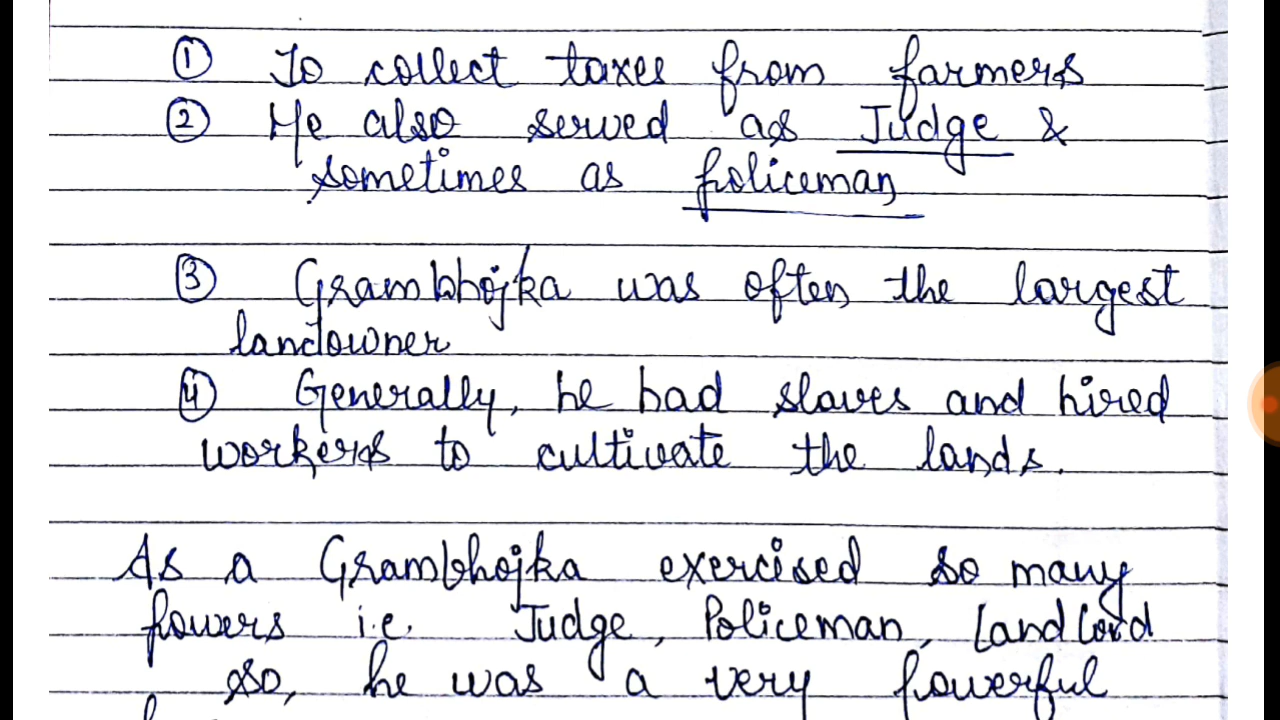 ① To collect taxes from farmers
② He also served as Judge &
sometimes as policeman
③ Grambhojka was often the largest
landowner
④ Generally, he had slaves and hired
workers to cultivate the lands.
As a Grambhojka exercised so many
powers i.e. Judge, Policeman, Landlord
so, he was a very powerful